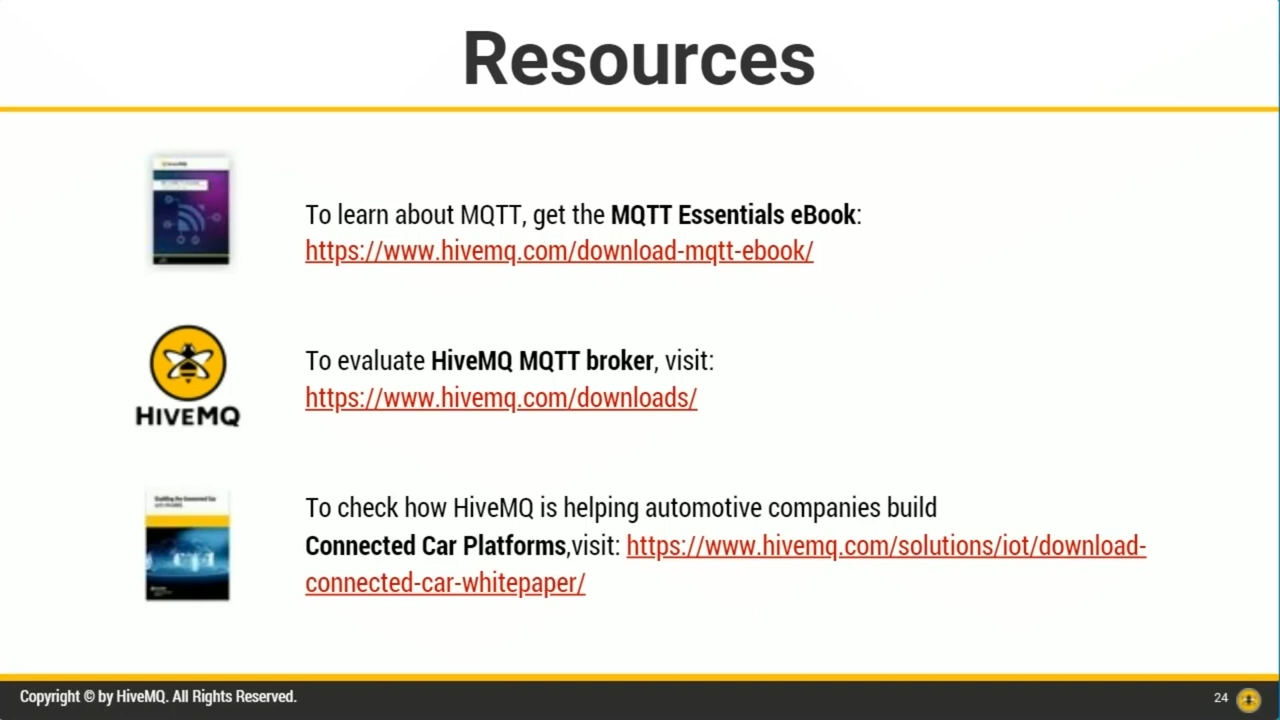 Resources
To learn about MQTT, get the MQTT Essentials eBook:
https://www.hivemq.com/download-mqtt-ebook/
HIVEMQ
To evaluate HiveMQ MQTT broker, visit:
https://www.hivemq.com/downloads/
To check how HiveMQ is helping automotive companies build
Connected Car Platforms,visit: https://www.hivemq.com/solutions/iot/download-
connected-car-whitepaper/
Copyright © by HiveMQ. All Rights Reserved.
24